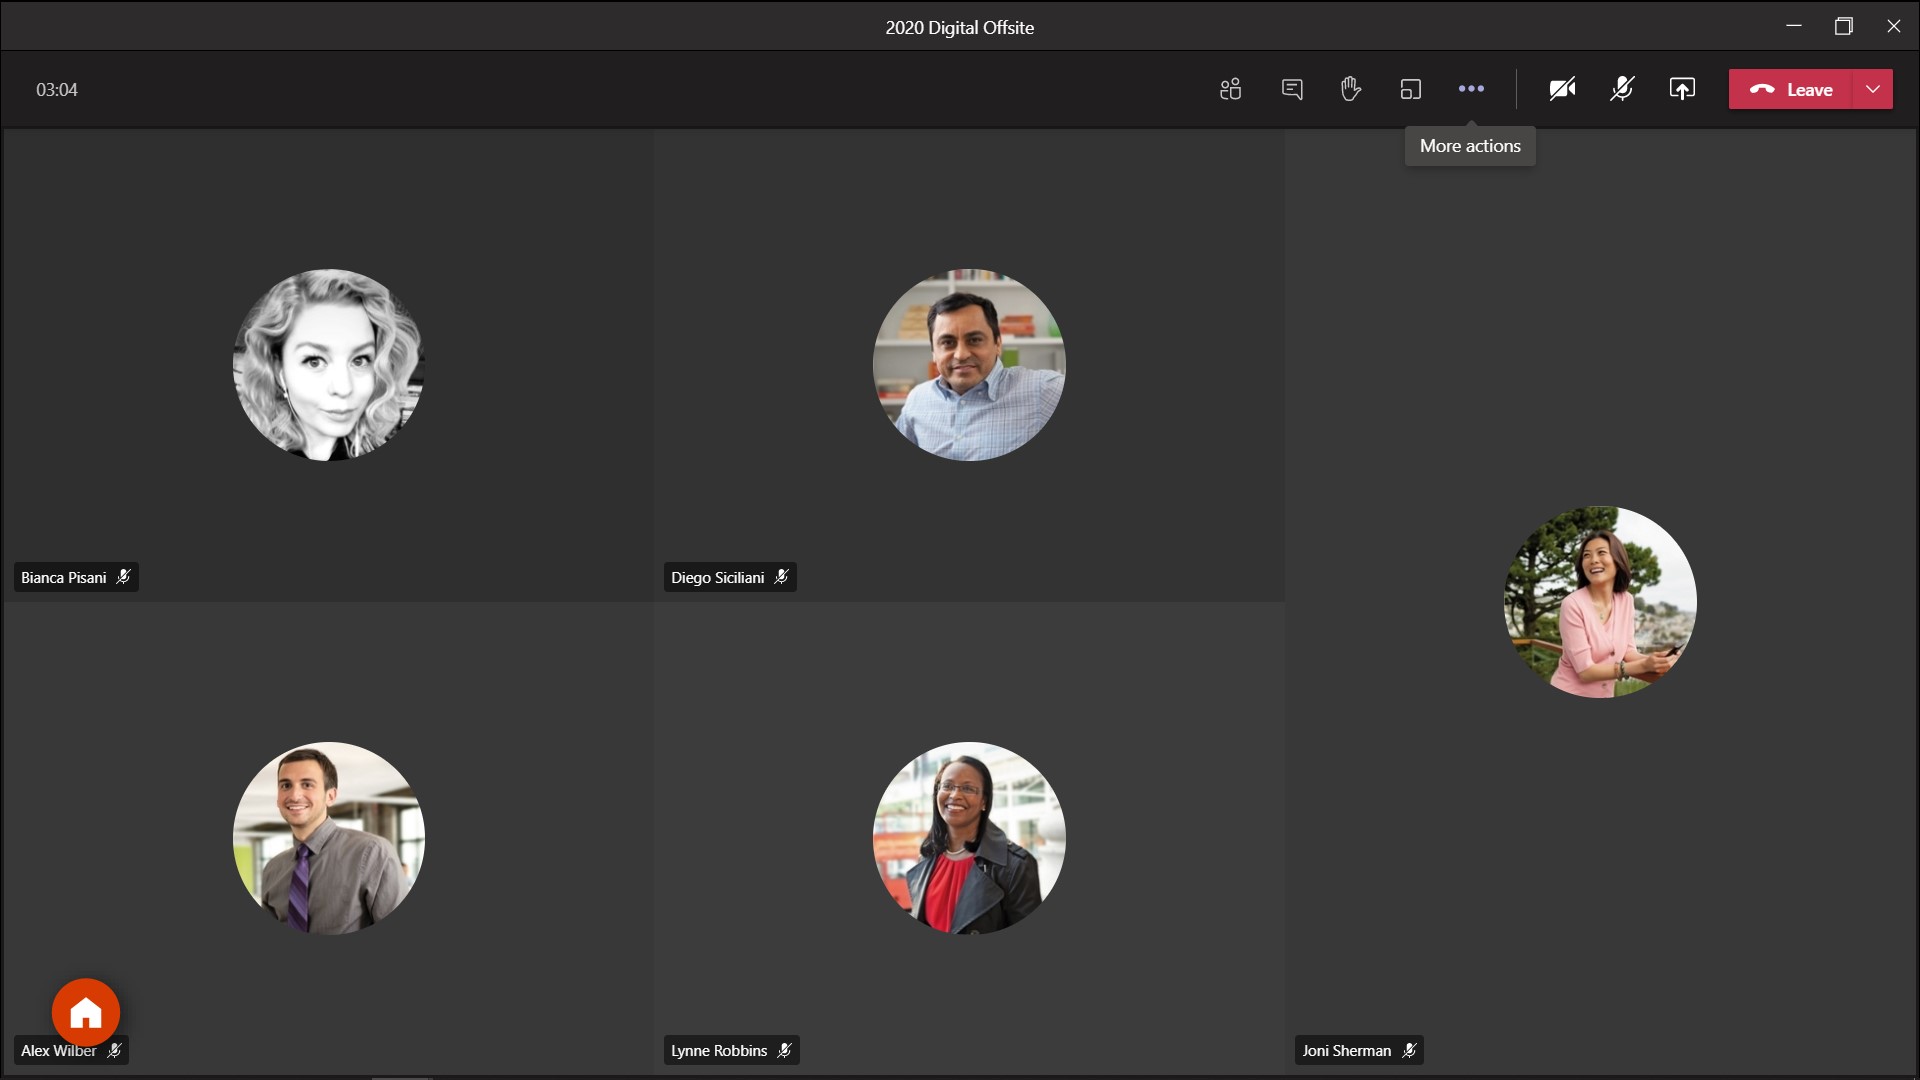 2020 Digital Offsite
03:04
Leave
More actions
Bianca Pisani
Diego Siciliani
Alex Wilber
Lynne Robbins
Joni Sherman